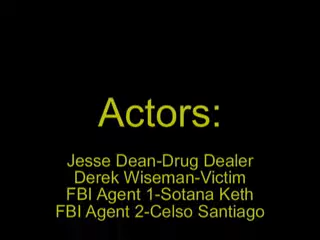 Actors:
Jesse Dean-Drug Dealer
Derek Wiseman-Victim
FBI Agent 1-Sotana Keth
FBI Agent 2-Celso Santiago